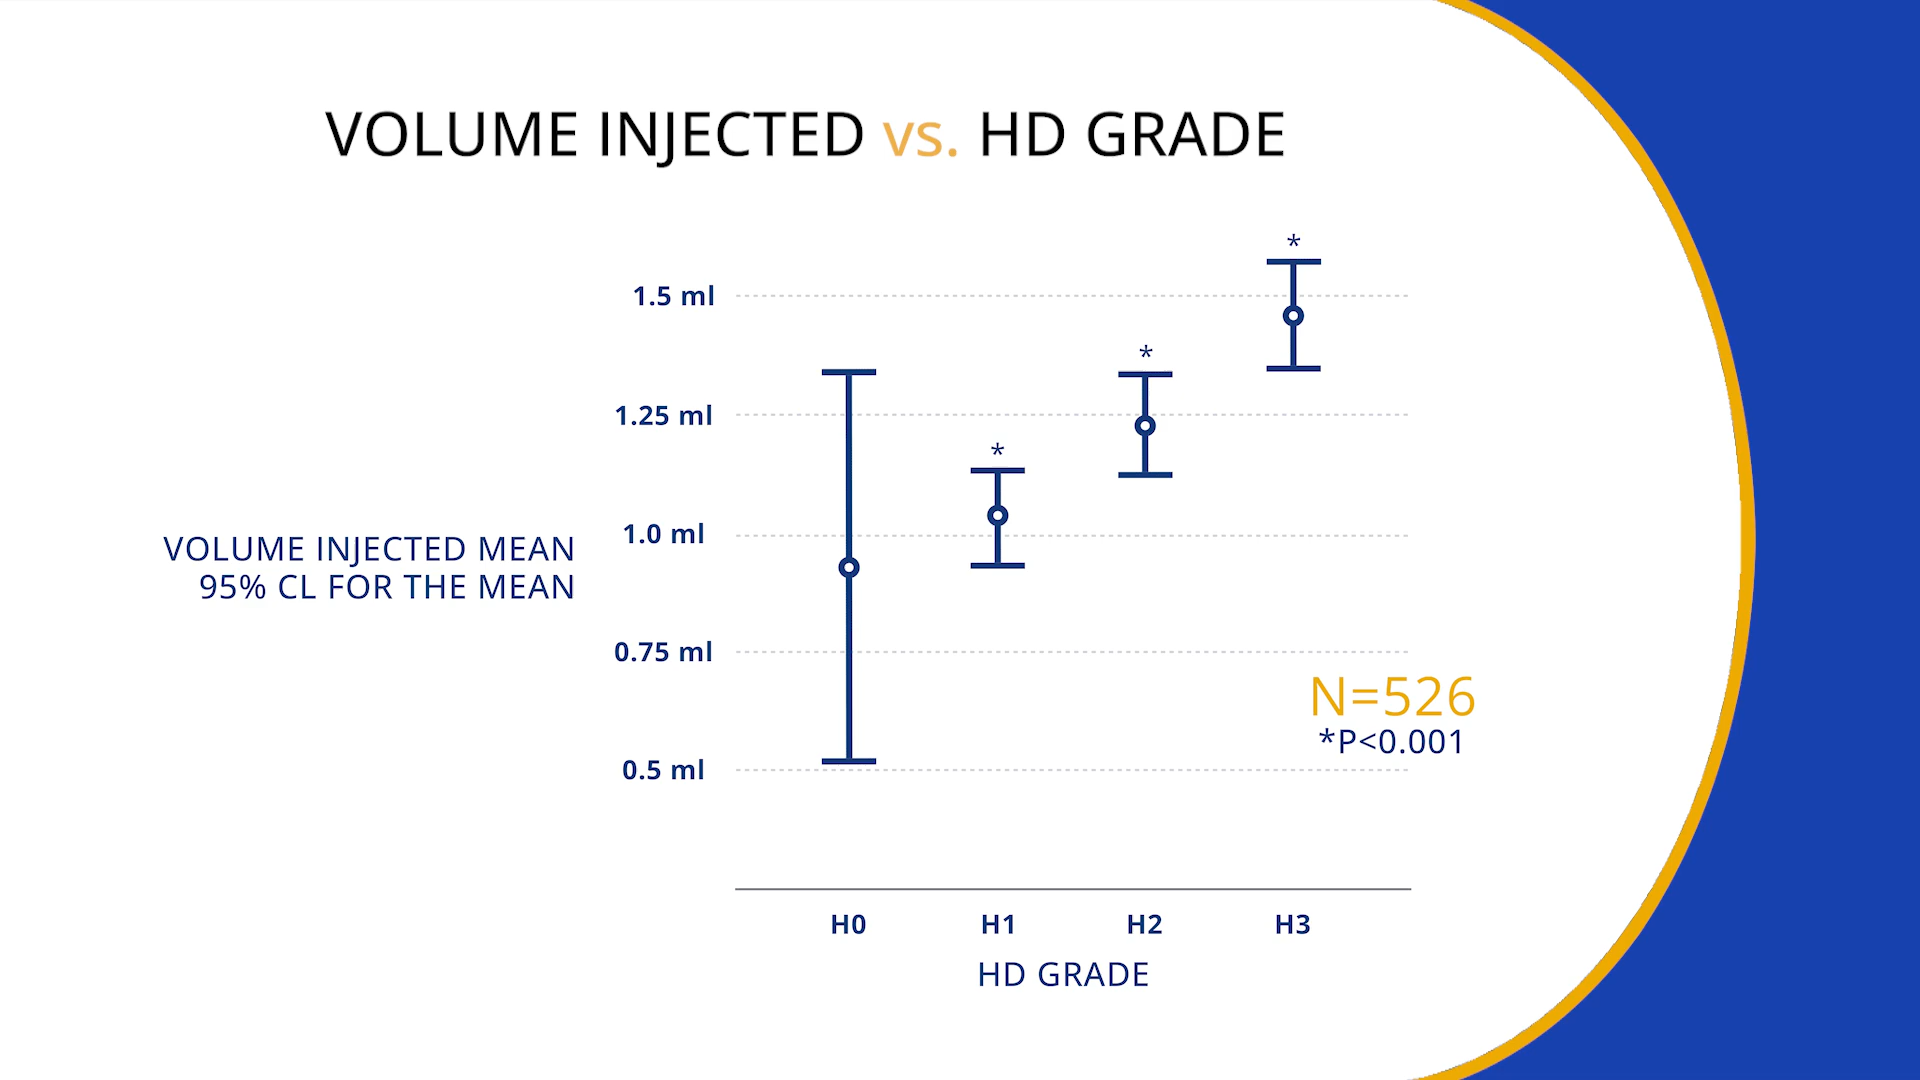 VOLUME INJECTED vs. HD GRADE
*
1.5 ml
*
1.25 ml
*
1.0 ml
VOLUME INJECTED MEAN
95% CL FOR THE MEAN
0.75 ml
N=526
*P<0.001
0.5 ml
H0 H1 H2 H3
HD GRADE